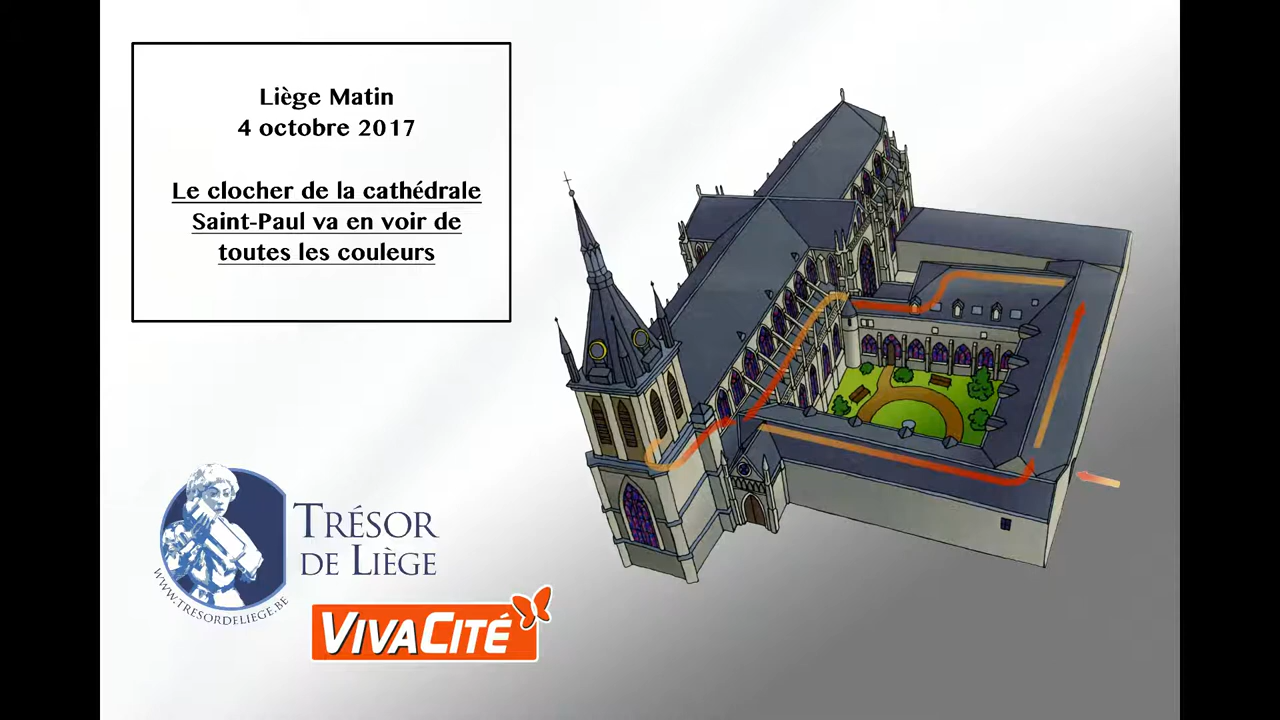 Liège Matin
4 octobre 2017
Le clocher de la cathédrale
Saint-Paul va en voir de
toutes les couleurs
TRÉSOR
DE LIÈGE
WWW.TRESORDELIEGE.BE
VIVACITÉ